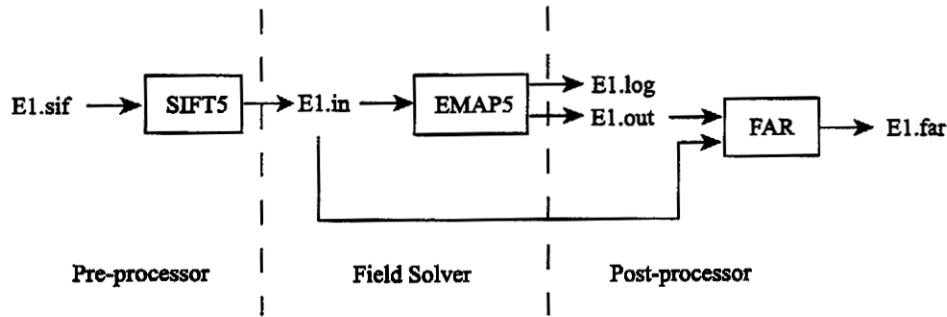 E1.log
E1.sif SIFT5 E1.in EMAP5
E1.out FAR E1.far
Pre-processor Field Solver Post-processor